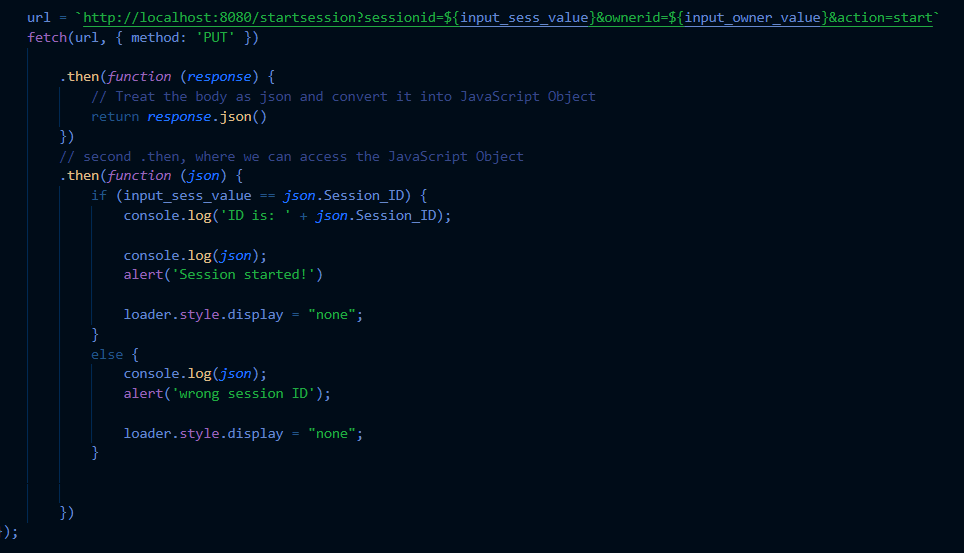 url = `http://localhost:8080/startsession?sessionid=${input_sess_value}&ownerid=${input_owner_value}&action=start`
fetch(url, { method: 'PUT' })
.then(function (response) {
// Treat the body as json and convert it into JavaScript Object
return response.json()
})
// second .then, where we can access the JavaScript Object
.then(function (json) {
if (input_sess_value == json.Session_ID) {
console.log('ID is: ' + json.Session_ID);
console.log(json);
alert('Session started!')
loader.style.display = "none";
}
else {
console.log(json);
alert('wrong session ID');
loader.style.display = "none";
}
})
});